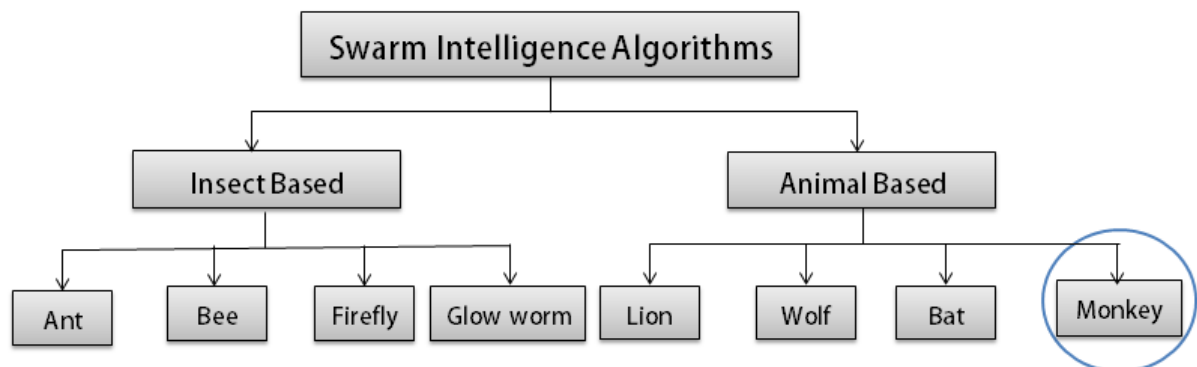 Swarm Intelligence Algorithms
Insect Based
Animal Based
Ant
Bee
Firefly
Glow worm
Lion
Wolf
Bat
Monkey